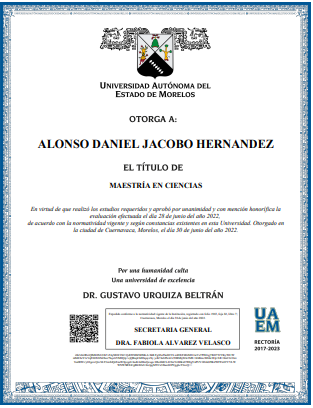 UNIVERSIDAD AUTÓNOMA DEL
ESTADO DE MORELOS
OTORGA A:
ALONSO DANIEL JACOBO HERNANDEZ
EL TÍTULO DE
MAESTRÍA EN CIENCIAS
En virtud de que realizó los estudios requeridos y aprobó por unanimidad y con mención honorífica la
evaluación efectuada el día 28 de junio del año 2022,
de acuerdo con la normatividad vigente y según constancias existentes en esta Universidad. Otorgado en
la ciudad de Cuernavaca, Morelos, el día 30 de junio del año 2022.
Por una humanidad culta
Una universidad de excelencia
DR. GUSTAVO URQUIZA BELTRÁN
SECRETARIA GENERAL
DRA. FABIOLA ALVAREZ VELASCO
UA
EM
RECTORÍA
2017-2023